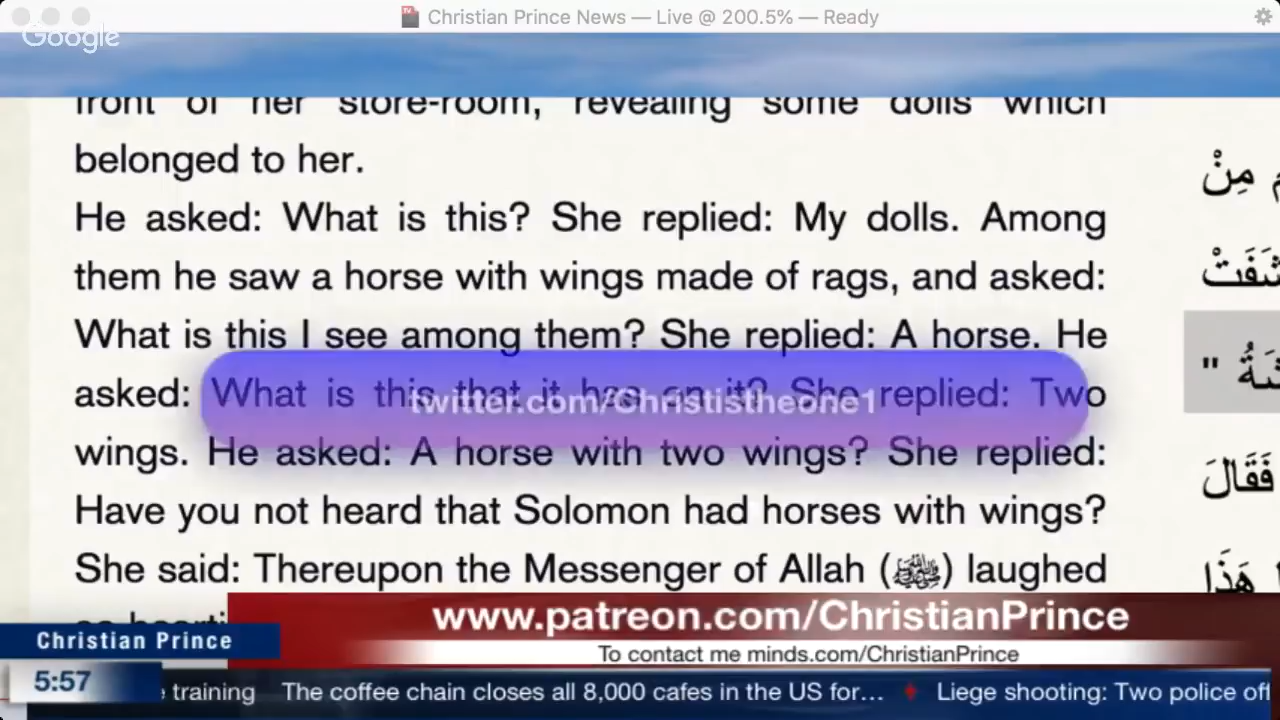 Christian Prince News — Live @ 200.5% — Ready
Google
front of her store-room, revealing some dolls which
belonged to her.
He asked: What is this? She replied: My dolls. Among
them he saw a horse with wings made of rags, and asked:
What is this I see among them? She replied: A horse. He
asked: What is this that it has on it? She replied: Two
twitter.com/Christistheone1
wings. He asked: A horse with two wings? She replied:
Have you not heard that Solomon had horses with wings?
She said: Thereupon the Messenger of Allah (ﷺ) laughed
so
مِنْ
فَقَالَ
هَذَا
www.patreon.com/ChristianPrince
Christian Prince
To contact me minds.com/ChristianPrince
5:57
training The coffee chain closes all 8,000 cafes in the US for... Liege shooting: Two police off